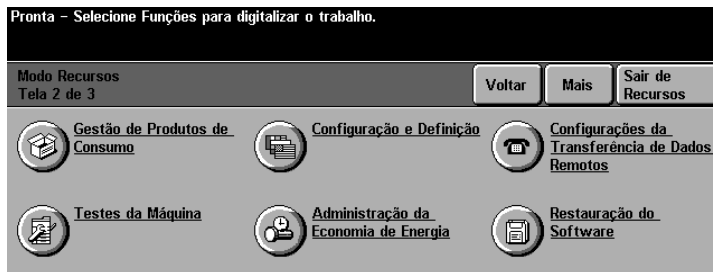 Pronta – Selecione Funções para digitalizar o trabalho.
Modo Recursos
Tela 2 de 3
Voltar
Mais
Sair de
Recursos
Gestão de Produtos de
Consumo
Configuração e Definição
Configurações da
Transferência de Dados
Remotos
Testes da Máquina
Administração da
Economia de Energia
Restauração do
Software